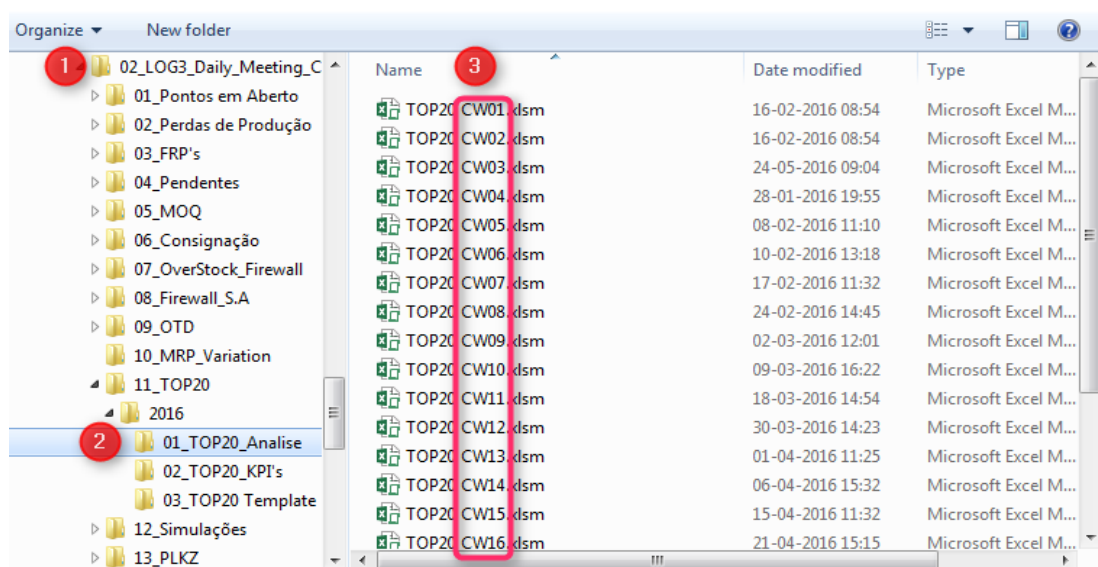 Organize New folder
1 02_LOG3_Daily_Meeting_C
01_Pontos em Aberto
02_Perdas de Produção
03_FRP's
04_Pendentes
05_MOQ
06_Consignação
07_OverStock_Firewall
08_Firewall_S.A
09_OTD
10_MRP_Variation
11_TOP20
2016
2 01_TOP20_Analise
02_TOP20_KPI's
03_TOP20 Template
12_Simulações
13_PLKZ
Name 3 Date modified Type
TOP20 CW01.xlsm 16-02-2016 08:54 Microsoft Excel M...
TOP20 CW02.xlsm 16-02-2016 08:54 Microsoft Excel M...
TOP20 CW03.xlsm 24-05-2016 09:04 Microsoft Excel M...
TOP20 CW04.xlsm 28-01-2016 19:55 Microsoft Excel M...
TOP20 CW05.xlsm 08-02-2016 11:10 Microsoft Excel M...
TOP20 CW06.xlsm 10-02-2016 13:18 Microsoft Excel M...
TOP20 CW07.xlsm 17-02-2016 11:32 Microsoft Excel M...
TOP20 CW08.xlsm 24-02-2016 14:45 Microsoft Excel M...
TOP20 CW09.xlsm 02-03-2016 12:01 Microsoft Excel M...
TOP20 CW10.xlsm 09-03-2016 16:22 Microsoft Excel M...
TOP20 CW11.xlsm 18-03-2016 14:54 Microsoft Excel M...
TOP20 CW12.xlsm 30-03-2016 14:23 Microsoft Excel M...
TOP20 CW13.xlsm 01-04-2016 11:25 Microsoft Excel M...
TOP20 CW14.xlsm 06-04-2016 15:32 Microsoft Excel M...
TOP20 CW15.xlsm 15-04-2016 11:32 Microsoft Excel M...
TOP20 CW16.xlsm 21-04-2016 15:15 Microsoft Excel M...